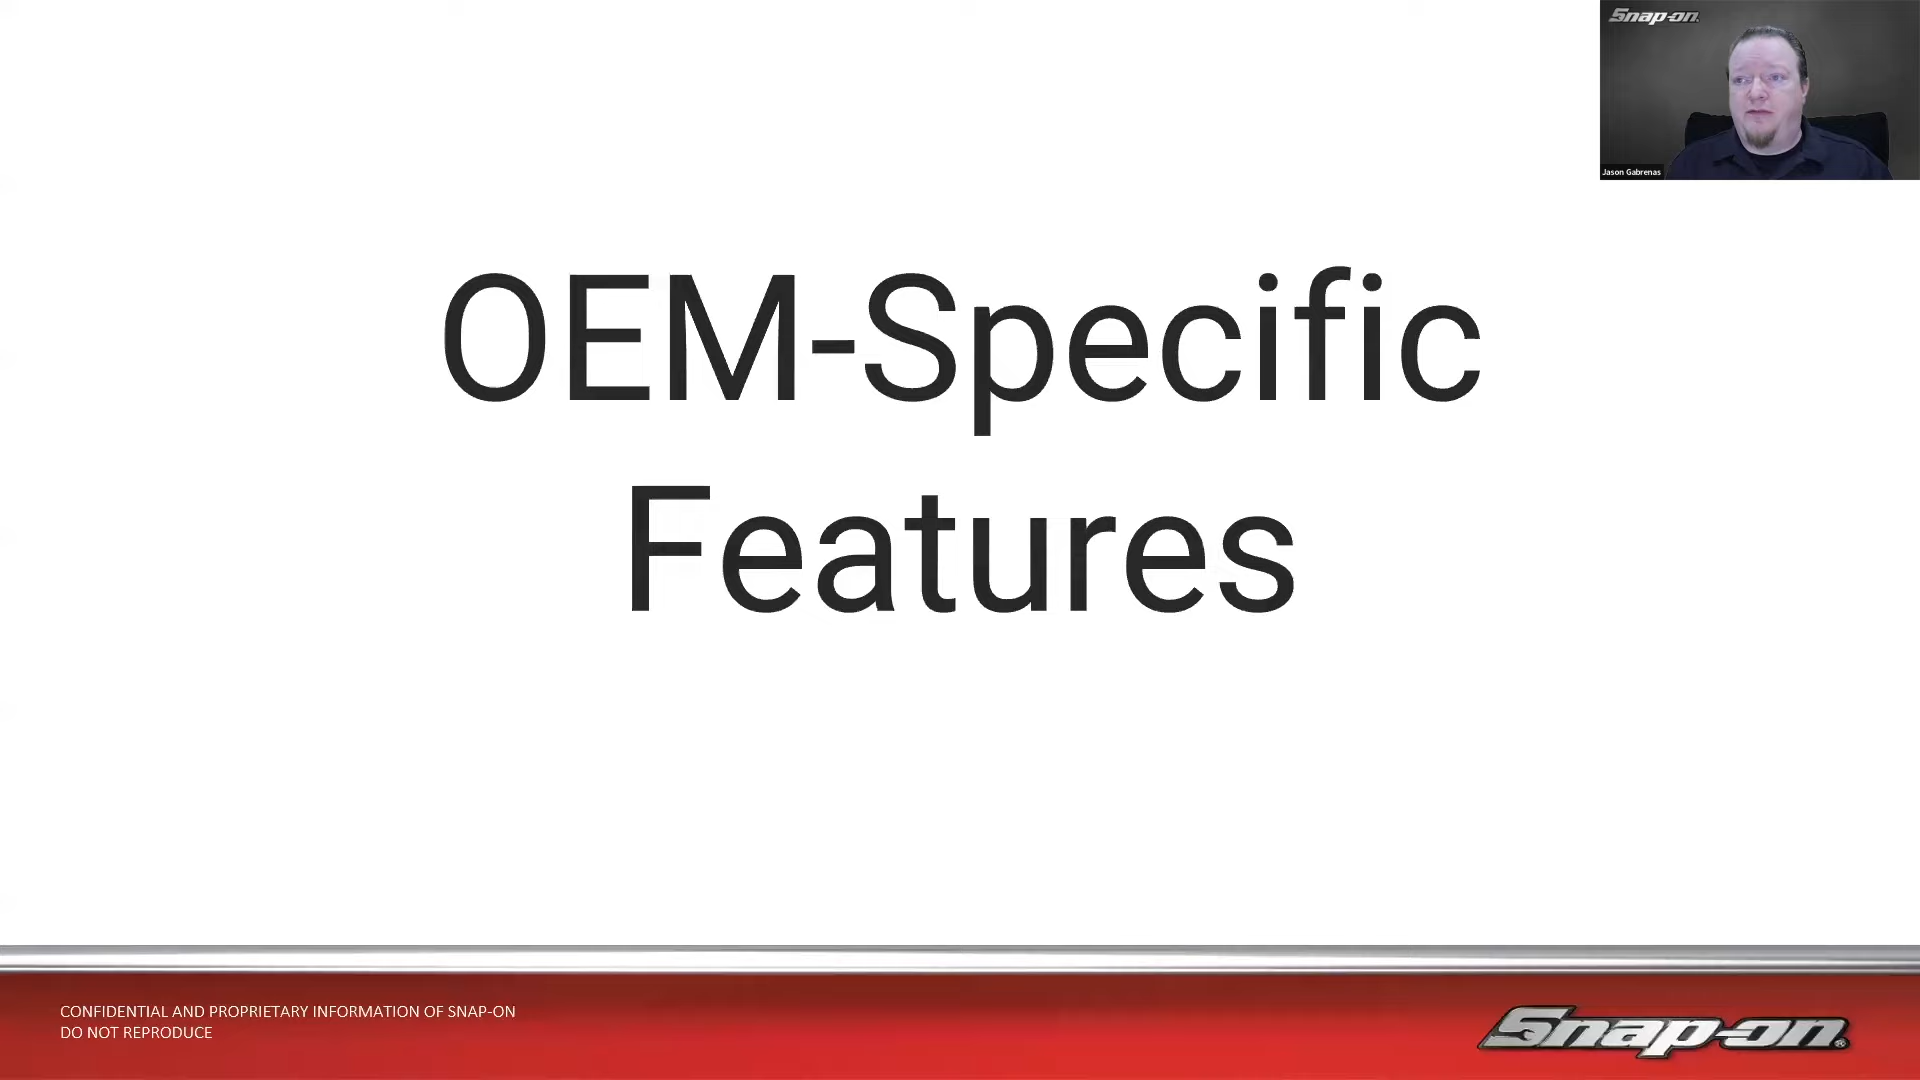 Snap-on
Jason Gabrenas
OEM-Specific
Features
CONFIDENTIAL AND PROPRIETARY INFORMATION OF SNAP-ON
DO NOT REPRODUCE
Snap-on®